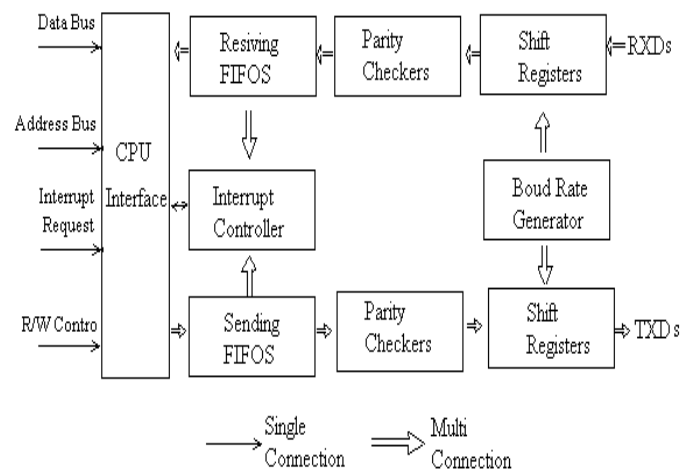 Data Bus
Address Bus
Interrupt
Request
R/W Contro
CPU
Interface
Resiving
FIFOS
Parity
Checkers
Shift
Registers
RXDs
Interrupt
Controller
Boud Rate
Generator
Sending
FIFOS
Parity
Checkers
Shift
Registers
TXDs
Single
Connection
Multi
Connection